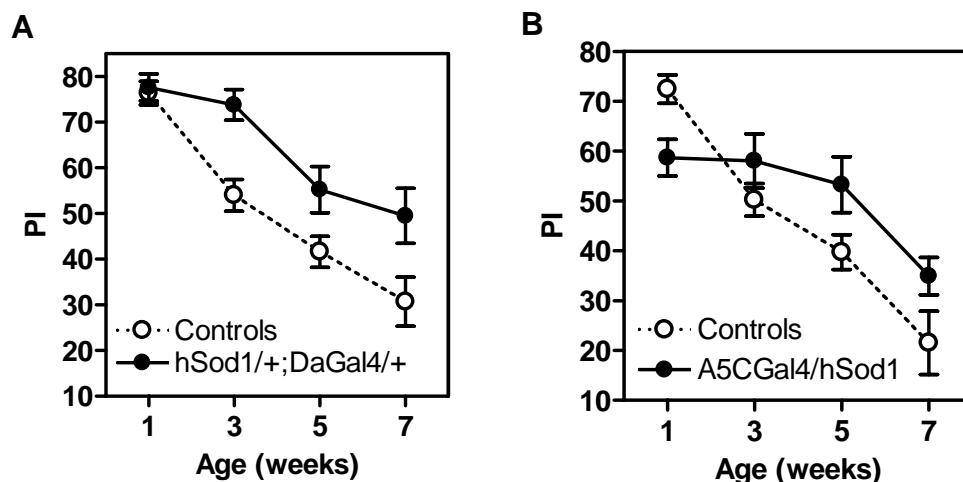 A
PI
80
70
60
50
40
30
20
10
Controls
hSod1/+;DaGal4/+
1 3 5 7
Age (weeks)
B
PI
80
70
60
50
40
30
20
10
Controls
A5CGal4/hSod1
1 3 5 7
Age (weeks)